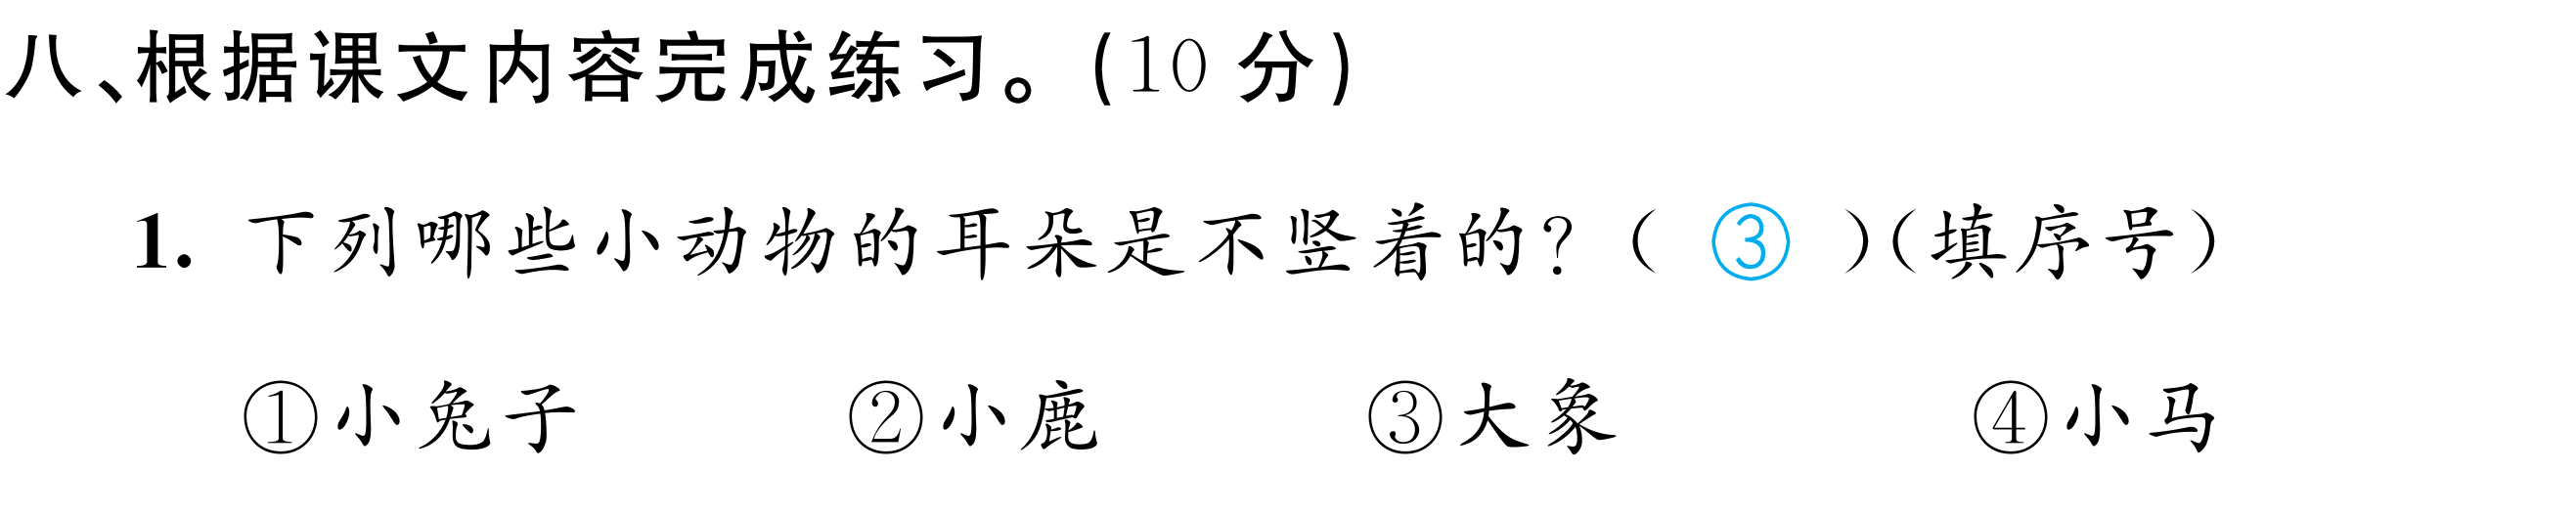 八、根据课文内容完成练习。(10 分)
1. 下列哪些小动物的耳朵是不竖着的?( ③ )(填序号)
①小兔子 ②小鹿 ③大象 ④小马